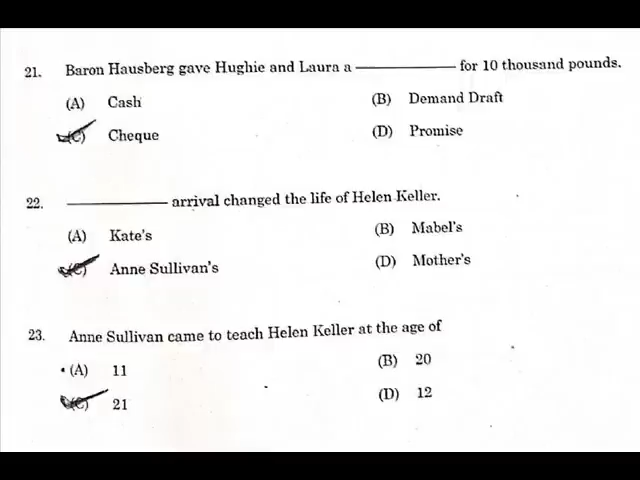 21. Baron Hausberg gave Hughie and Laura a ————— for 10 thousand pounds.
(A) Cash (B) Demand Draft
(C) Cheque (D) Promise
22. ————— arrival changed the life of Helen Keller.
(A) Kate's (B) Mabel's
(C) Anne Sullivan's (D) Mother's
23. Anne Sullivan came to teach Helen Keller at the age of
(A) 11 (B) 20
(C) 21 (D) 12